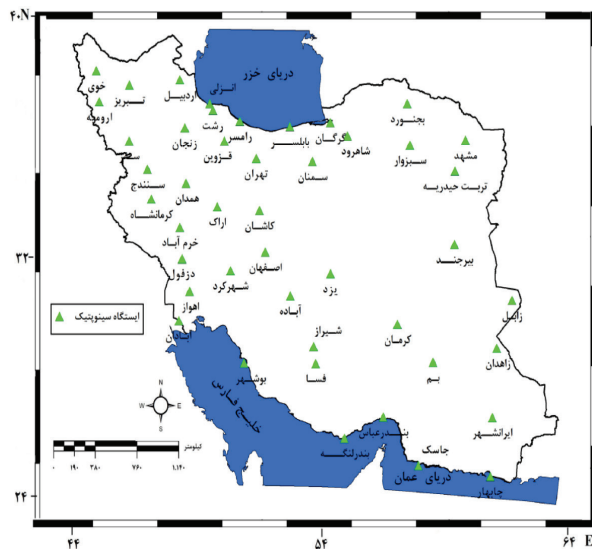 ۴۰N
دریای خزر
خوی
تبریز
اردبیل
انزلی
ارومیه
رشت
رامسر
بابلسر
گرگان
بجنورد
زنجان
قزوین
شاهرود
سبزوار
مشهد
سقز
تهران
سمنان
تربت حیدریه
سنندج
همدان
کرمانشاه
اراک
کاشان
خرم آباد
اصفهان
بیرجند
۳۲
دزفول
شهرکرد
یزد
اهواز
آباده
زابل
ایستگاه سینوپتیک
آبادان
شیراز
کرمان
زاهدان
بوشهر
فسا
بم
خلیج فارس
N
W
E
S
بندرعباس
ایرانشهر
بندرلنگه
جاسک
کیلومتر
۰ ۱۹۰ ۳۸۰ ۷۶۰ ۱,۱۴۰
دریای عمان
چابهار
۲۴
۴۴
۵۴
۶۴ E